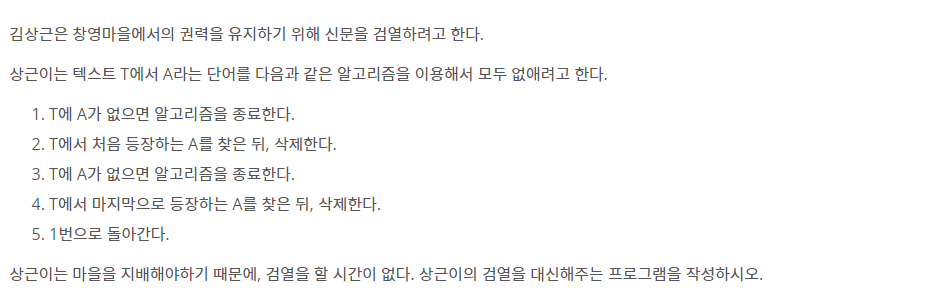 김상근은 창영마을에서의 권력을 유지하기 위해 신문을 검열하려고 한다.
상근이는 텍스트 T에서 A라는 단어를 다음과 같은 알고리즘을 이용해서 모두 없애려고 한다.
1. T에 A가 없으면 알고리즘을 종료한다.
2. T에서 처음 등장하는 A를 찾은 뒤, 삭제한다.
3. T에 A가 없으면 알고리즘을 종료한다.
4. T에서 마지막으로 등장하는 A를 찾은 뒤, 삭제한다.
5. 1번으로 돌아간다.
상근이는 마을을 지배해야하기 때문에, 검열을 할 시간이 없다. 상근이의 검열을 대신해주는 프로그램을 작성하시오.